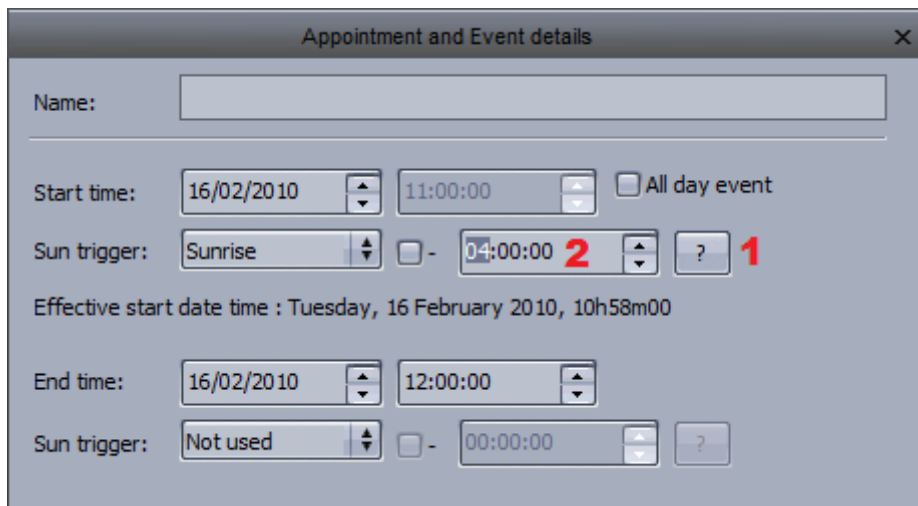 Appointment and Event details ×
Name:
Start time: 16/02/2010 11:00:00 All day event
Sun trigger: Sunrise - 04:00:00 2 ? 1
Effective start date time : Tuesday, 16 February 2010, 10h58m00
End time: 16/02/2010 12:00:00
Sun trigger: Not used - 00:00:00 ?